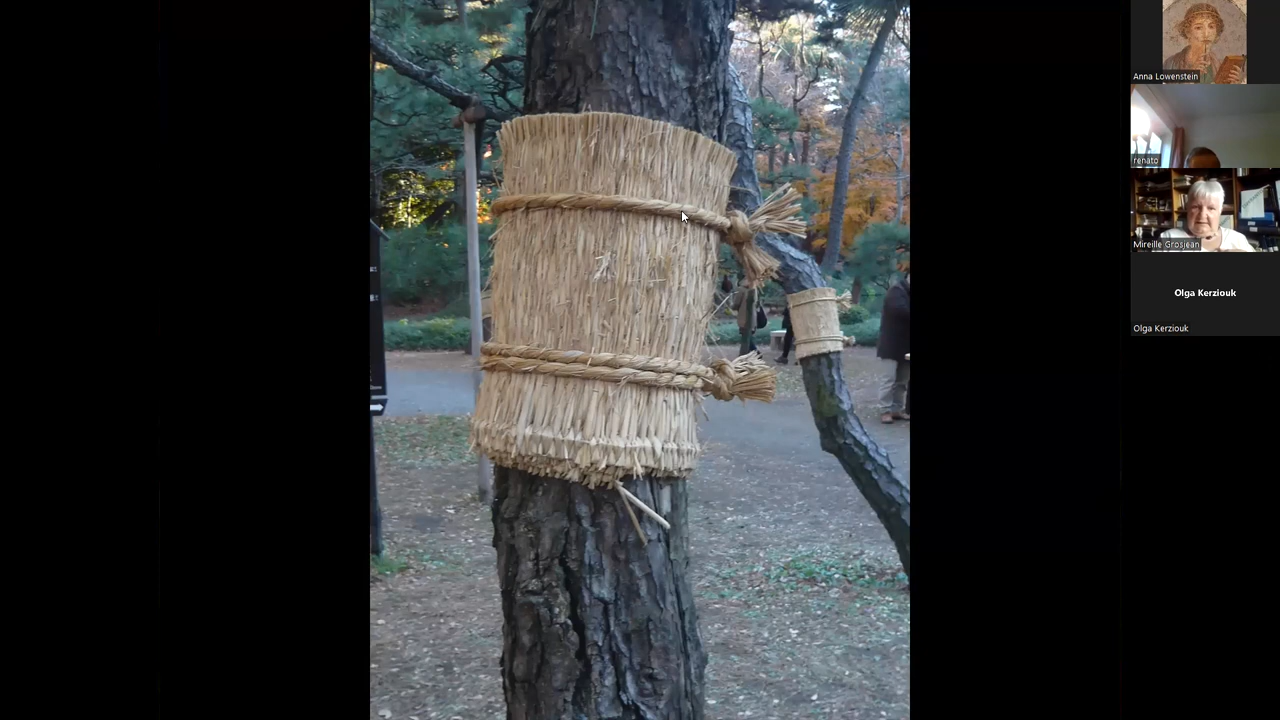 Anna Lowenstein
renato
Mireille Grosjean
Olga Kerziouk
Olga Kerziouk